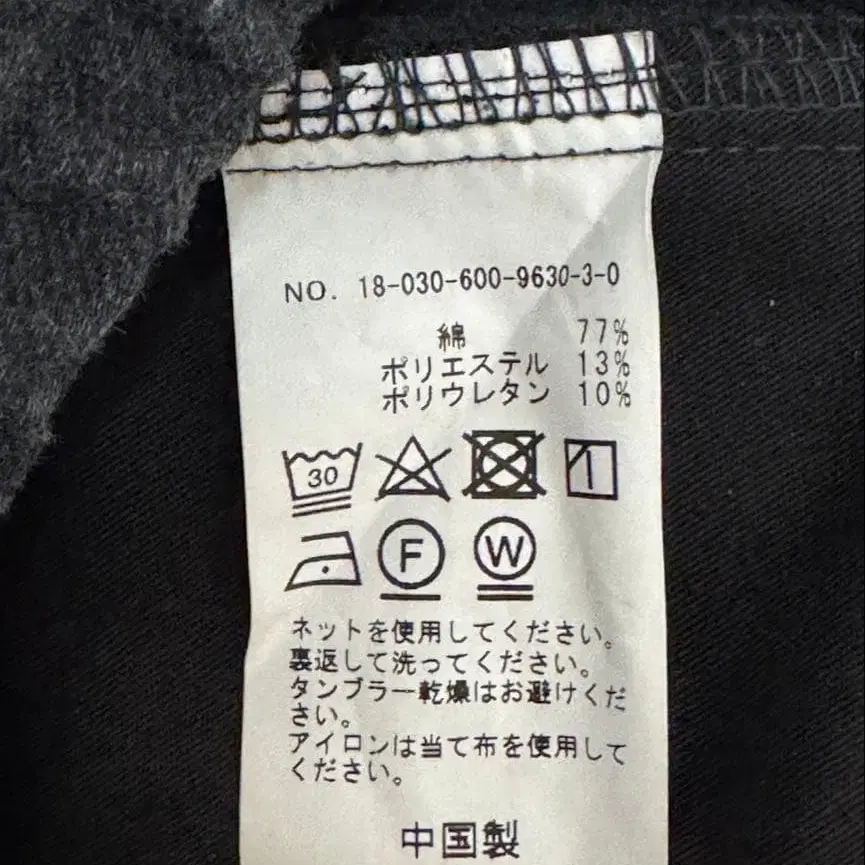 NO. 18-030-600-9630-3-0
綿 77%
ポリエステル 13%
ポリウレタン 10%
30
F W
ネットを使用してください。
裏返して洗ってください。
タンブラー乾燥はお避けくだ
さい。
アイロンは当て布を使用して
ください。
中国製